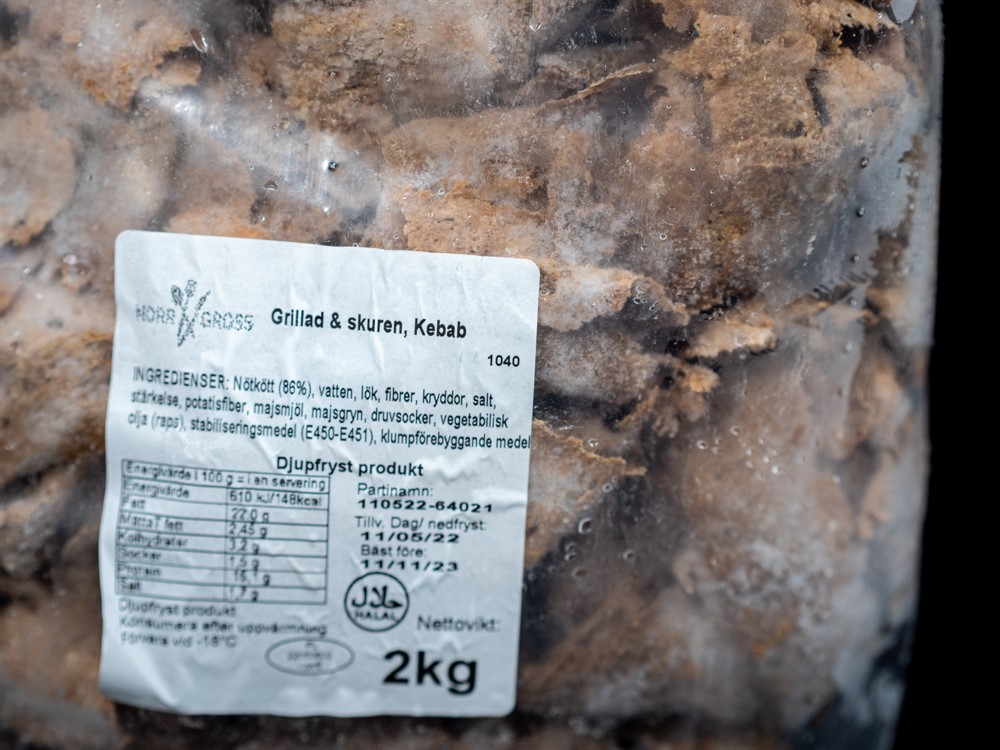 NORR GROSS
Grillad & skuren, Kebab
1040
INGREDIENSER: Nötkött (86%), vatten, lök, fibrer, kryddor, salt,
stärkelse, potatisfiber, majsmjöl, majsgryn, druvsocker, vegetabilisk
olja (raps), stabiliseringsmedel (E450-E451), klumpförebyggande medel
Djupfryst produkt
Energivärde i 100 g = i en servering
Energivärde 610 kJ/148kcal
Fett 22,0 g
Mättat fett 2,45 g
Kolhydrater 3,2 g
Socker 1,5 g
Protein 15,1 g
Salt 1,7 g
Djupfryst produkt
Konsumera efter uppvärmning
Förvara vid -18°C
Partinamn:
110522-64021
Tillv. Dag/ nedfryst:
11/05/22
Bäst före:
11/11/23
حلال
HALAL
Nettovikt:
2kg